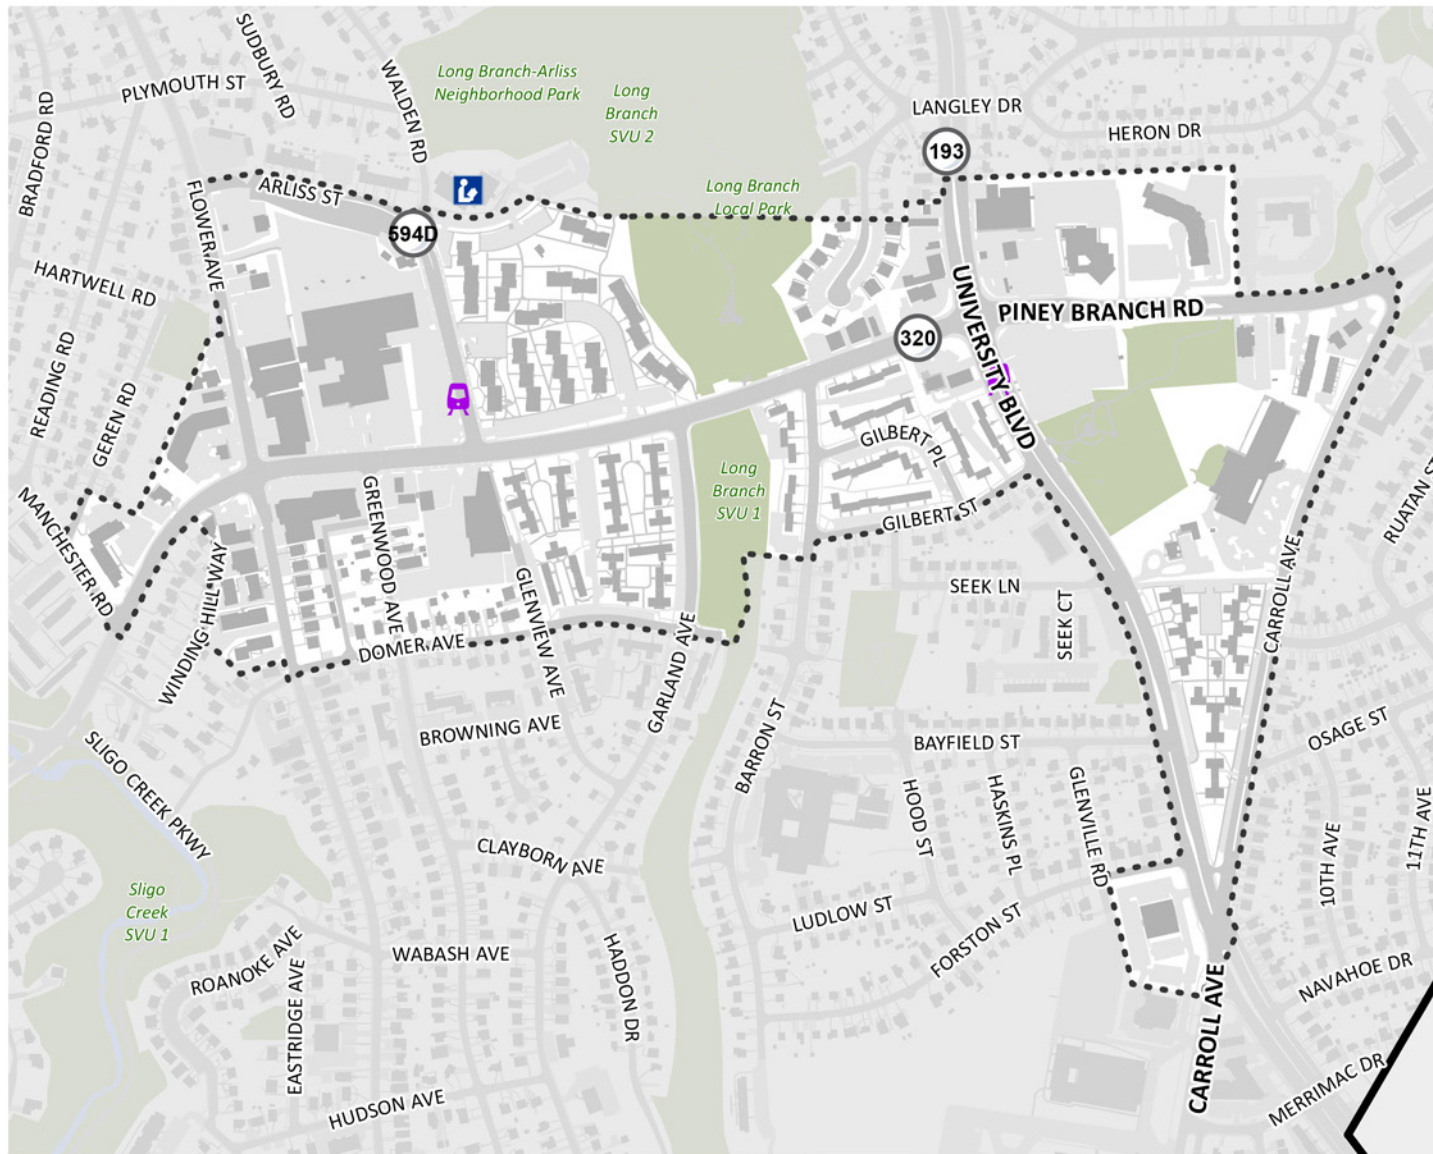 SUDBURY RD
PLYMOUTH ST
WALDEN RD
Long Branch-Arliss
Neighborhood Park
Long
Branch
SVU 2
LANGLEY DR
HERON DR
193
BRADFORD RD
FLOWER AVE
ARLISS ST
594D
Long Branch
Local Park
HARTWELL RD
UNIVERSITY BLVD
PINEY BRANCH RD
320
READING RD
GEREN RD
GILBERT PL
Long
Branch
SVU 1
GILBERT ST
MANCHESTER RD
GREENWOOD AVE
GLENVIEW AVE
WINDING HILL WAY
DOMER AVE
GARLAND AVE
SEEK LN
SEEK CT
RUATAN ST
CARROLL AVE
BROWNING AVE
BARRON ST
BAYFIELD ST
OSAGE ST
SLIGO CREEK PKWY
HOOD ST
HASKINS PL
GLENVILLE RD
10TH AVE
11TH AVE
CLAYBORN AVE
Sligo
Creek
SVU 1
LUDLOW ST
FORSTON ST
ROANOKE AVE
WABASH AVE
HADDON DR
EASTRIDGE AVE
NAVAHOE DR
CARROLL AVE
HUDSON AVE
MERRIMAC DR